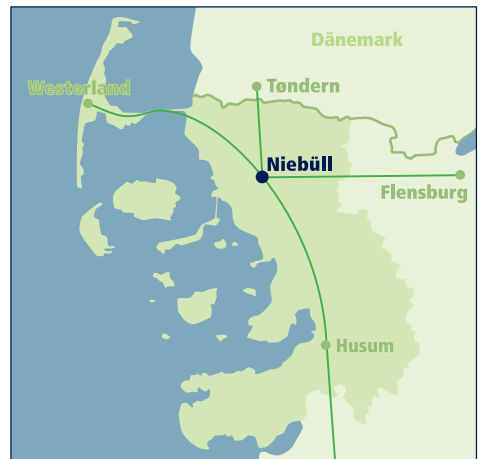 Dänemark
Westerland
Tøndern
Niebüll
Flensburg
Husum